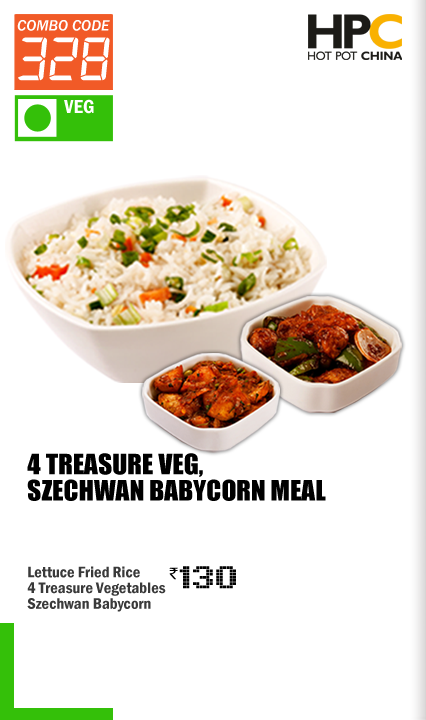 COMBO CODE
328
VEG
HPC
HOT POT CHINA
4 TREASURE VEG,
SZECHWAN BABYCORN MEAL
Lettuce Fried Rice
4 Treasure Vegetables
Szechwan Babycorn
₹130